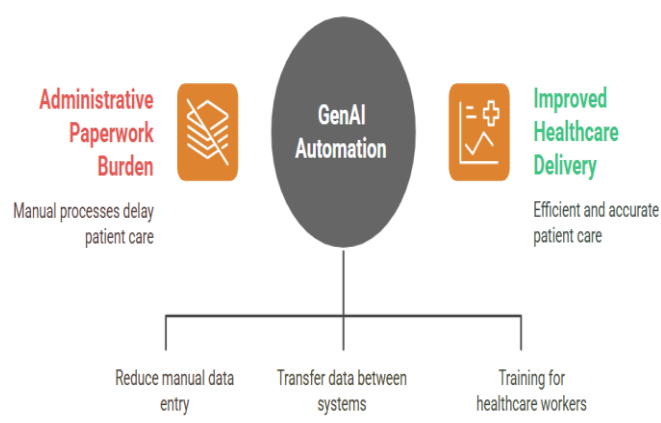 Administrative
Paperwork
Burden
Manual processes delay
patient care
GenAI
Automation
Improved
Healthcare
Delivery
Efficient and accurate
patient care
Reduce manual data
entry
Transfer data between
systems
Training for
healthcare workers